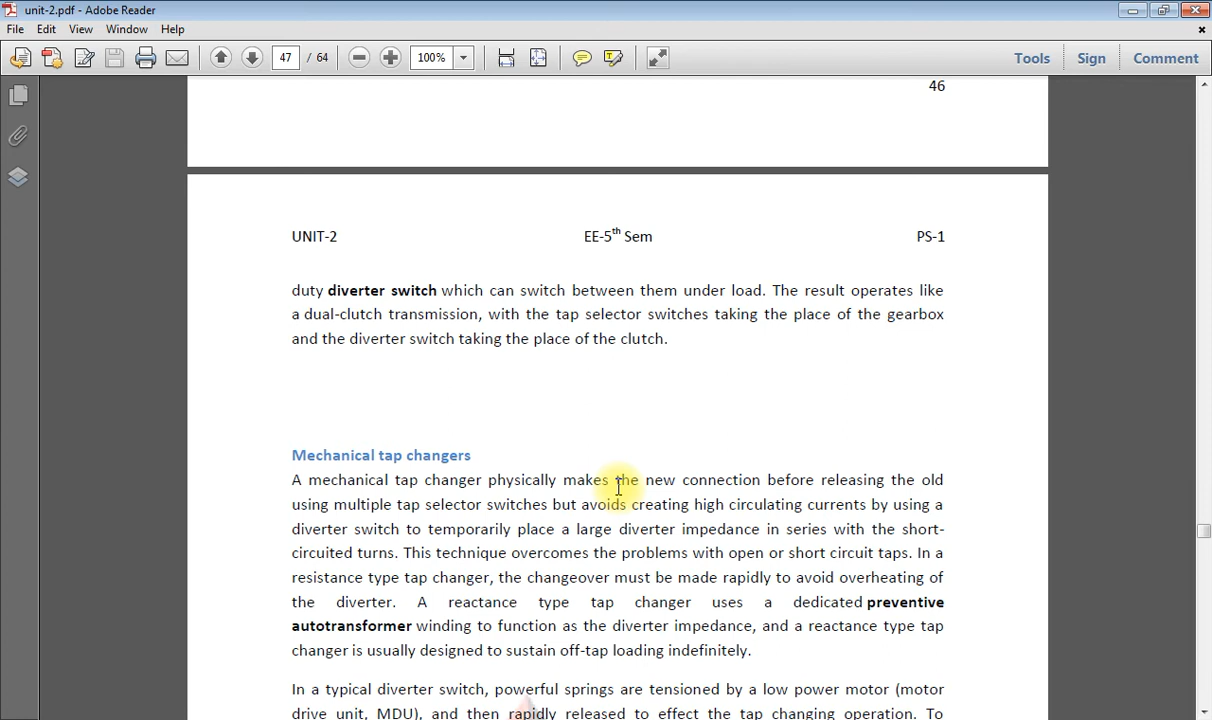 unit-2.pdf - Adobe Reader
File Edit View Window Help
47 / 64 100% Tools Sign Comment
46
UNIT-2 EE-5th Sem PS-1
duty diverter switch which can switch between them under load. The result operates like
a dual-clutch transmission, with the tap selector switches taking the place of the gearbox
and the diverter switch taking the place of the clutch.
Mechanical tap changers
A mechanical tap changer physically makes the new connection before releasing the old
using multiple tap selector switches but avoids creating high circulating currents by using a
diverter switch to temporarily place a large diverter impedance in series with the short-
circuited turns. This technique overcomes the problems with open or short circuit taps. In a
resistance type tap changer, the changeover must be made rapidly to avoid overheating of
the diverter. A reactance type tap changer uses a dedicated preventive
autotransformer winding to function as the diverter impedance, and a reactance type tap
changer is usually designed to sustain off-tap loading indefinitely.
In a typical diverter switch, powerful springs are tensioned by a low power motor (motor
drive unit, MDU), and then rapidly released to effect the tap changing operation. To